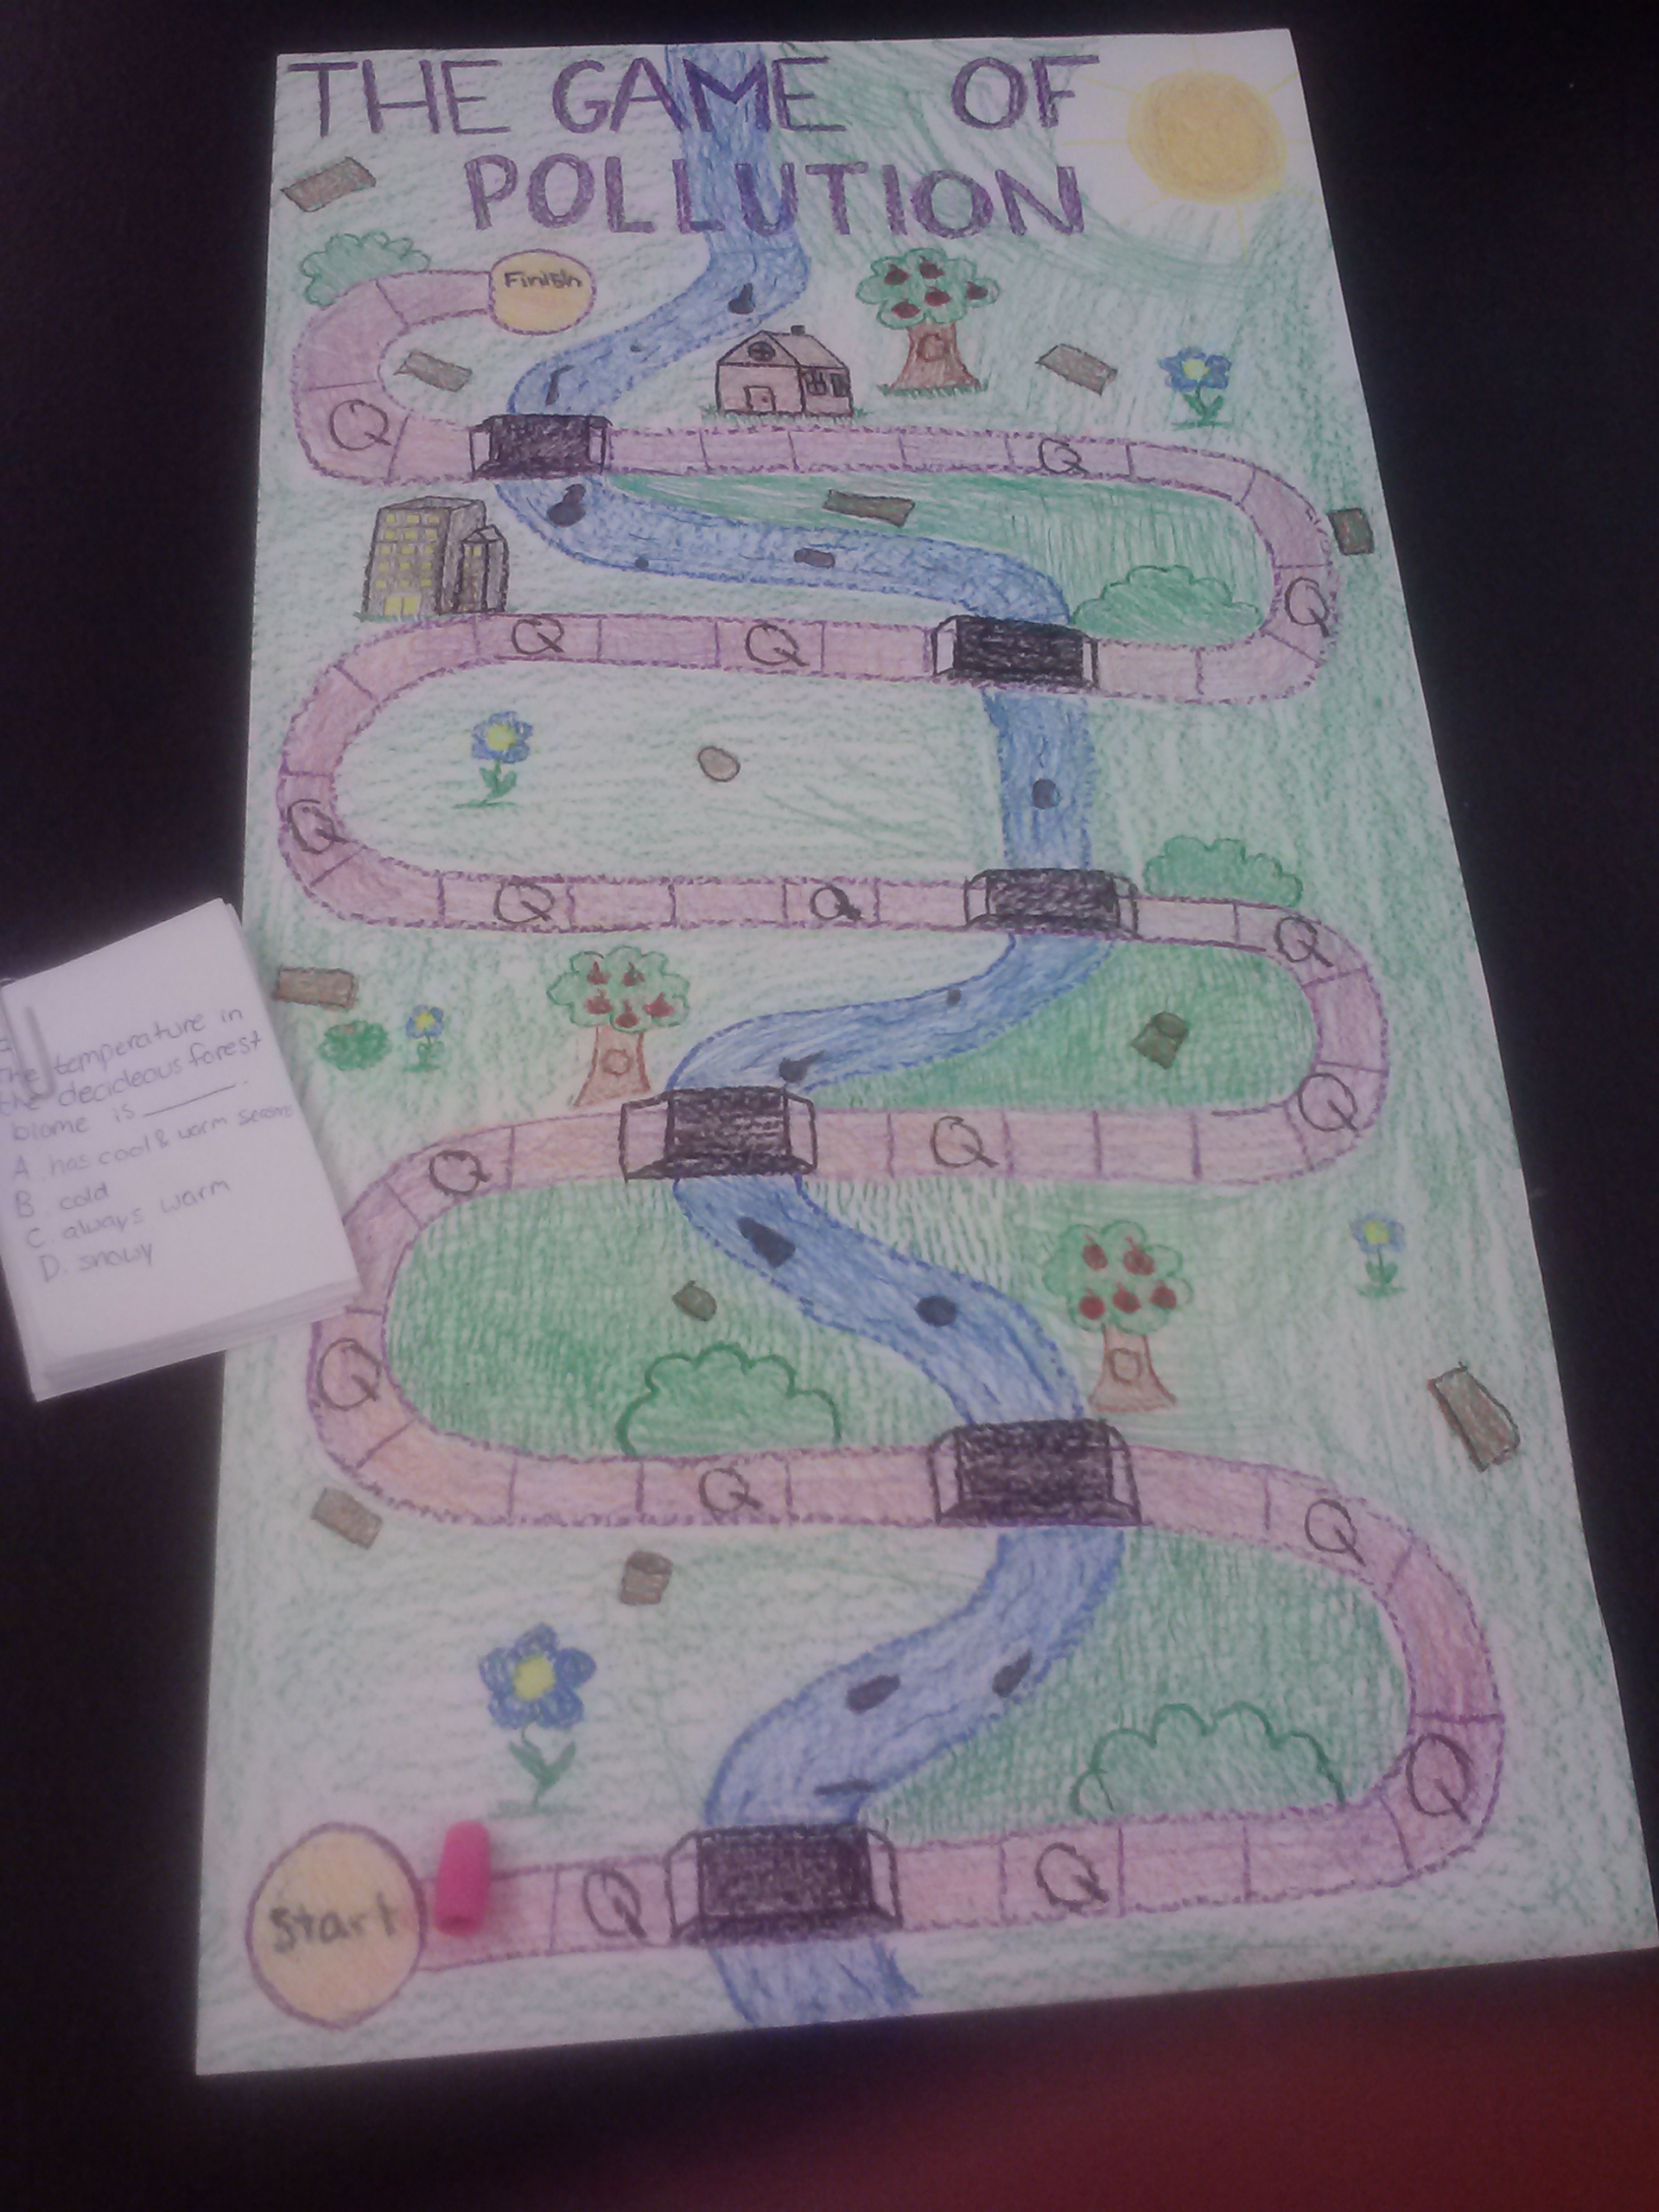 THE GAME OF
POLLUTION
Finish
Q Q
Q
Q Q
Q
Q Q
Q
Q
Q Q
Q
Q
Q
Q
Q Q
Start
The temperature in
the decideous forest
biome is ______.
A. has cool & warm seasons
B. cold
C. always warm
D. snowy